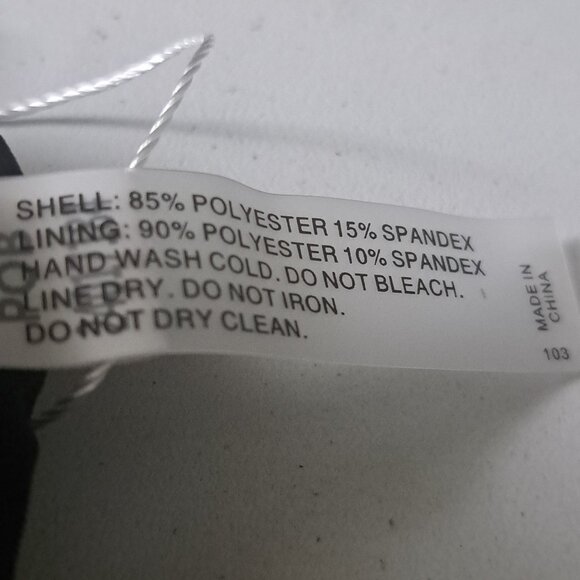 SHELL: 85% POLYESTER 15% SPANDEX
LINING: 90% POLYESTER 10% SPANDEX
HAND WASH COLD. DO NOT BLEACH.
LINE DRY. DO NOT IRON.
DO NOT DRY CLEAN.
MADE IN
CHINA
103